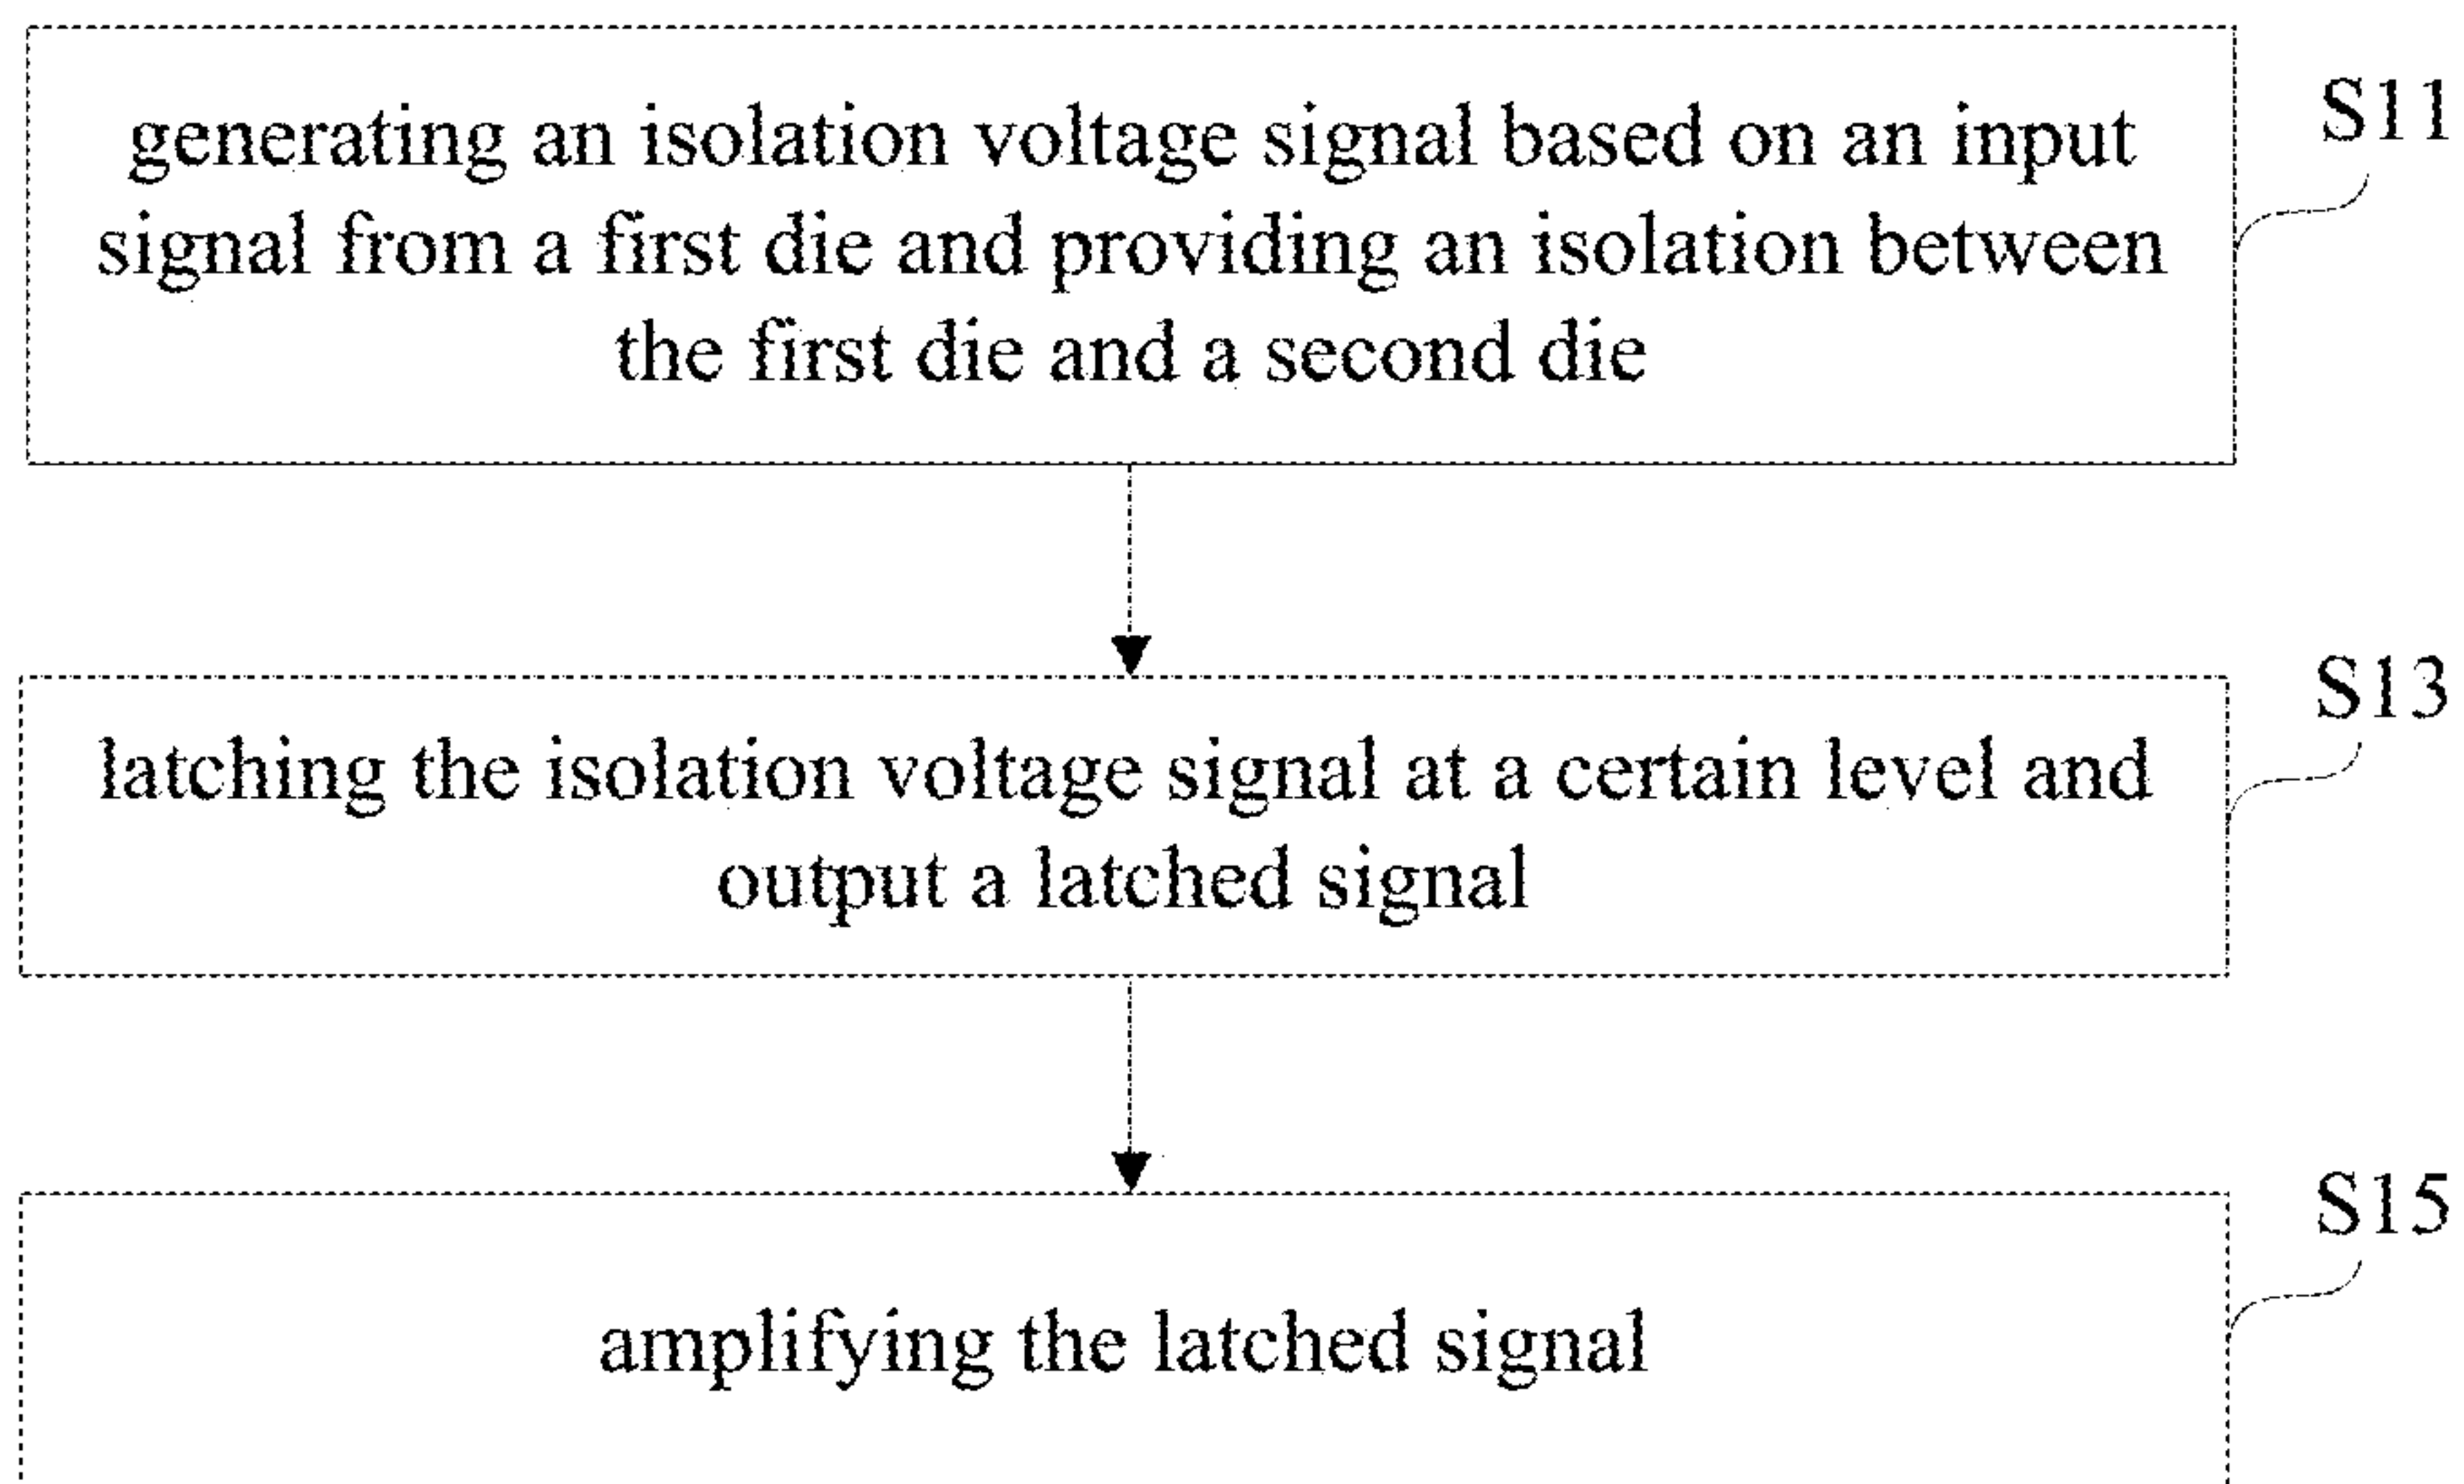 generating an isolation voltage signal based on an input
signal from a first die and providing an isolation between
the first die and a second die
S11
latching the isolation voltage signal at a certain level and
output a latched signal
S13
amplifying the latched signal
S15